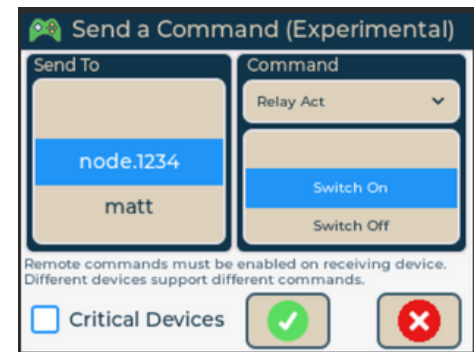 Send a Command (Experimental)
Send To
Command
Relay Act
node.1234
matt
Switch On
Switch Off
Remote commands must be enabled on receiving device.
Different devices support different commands.
Critical Devices